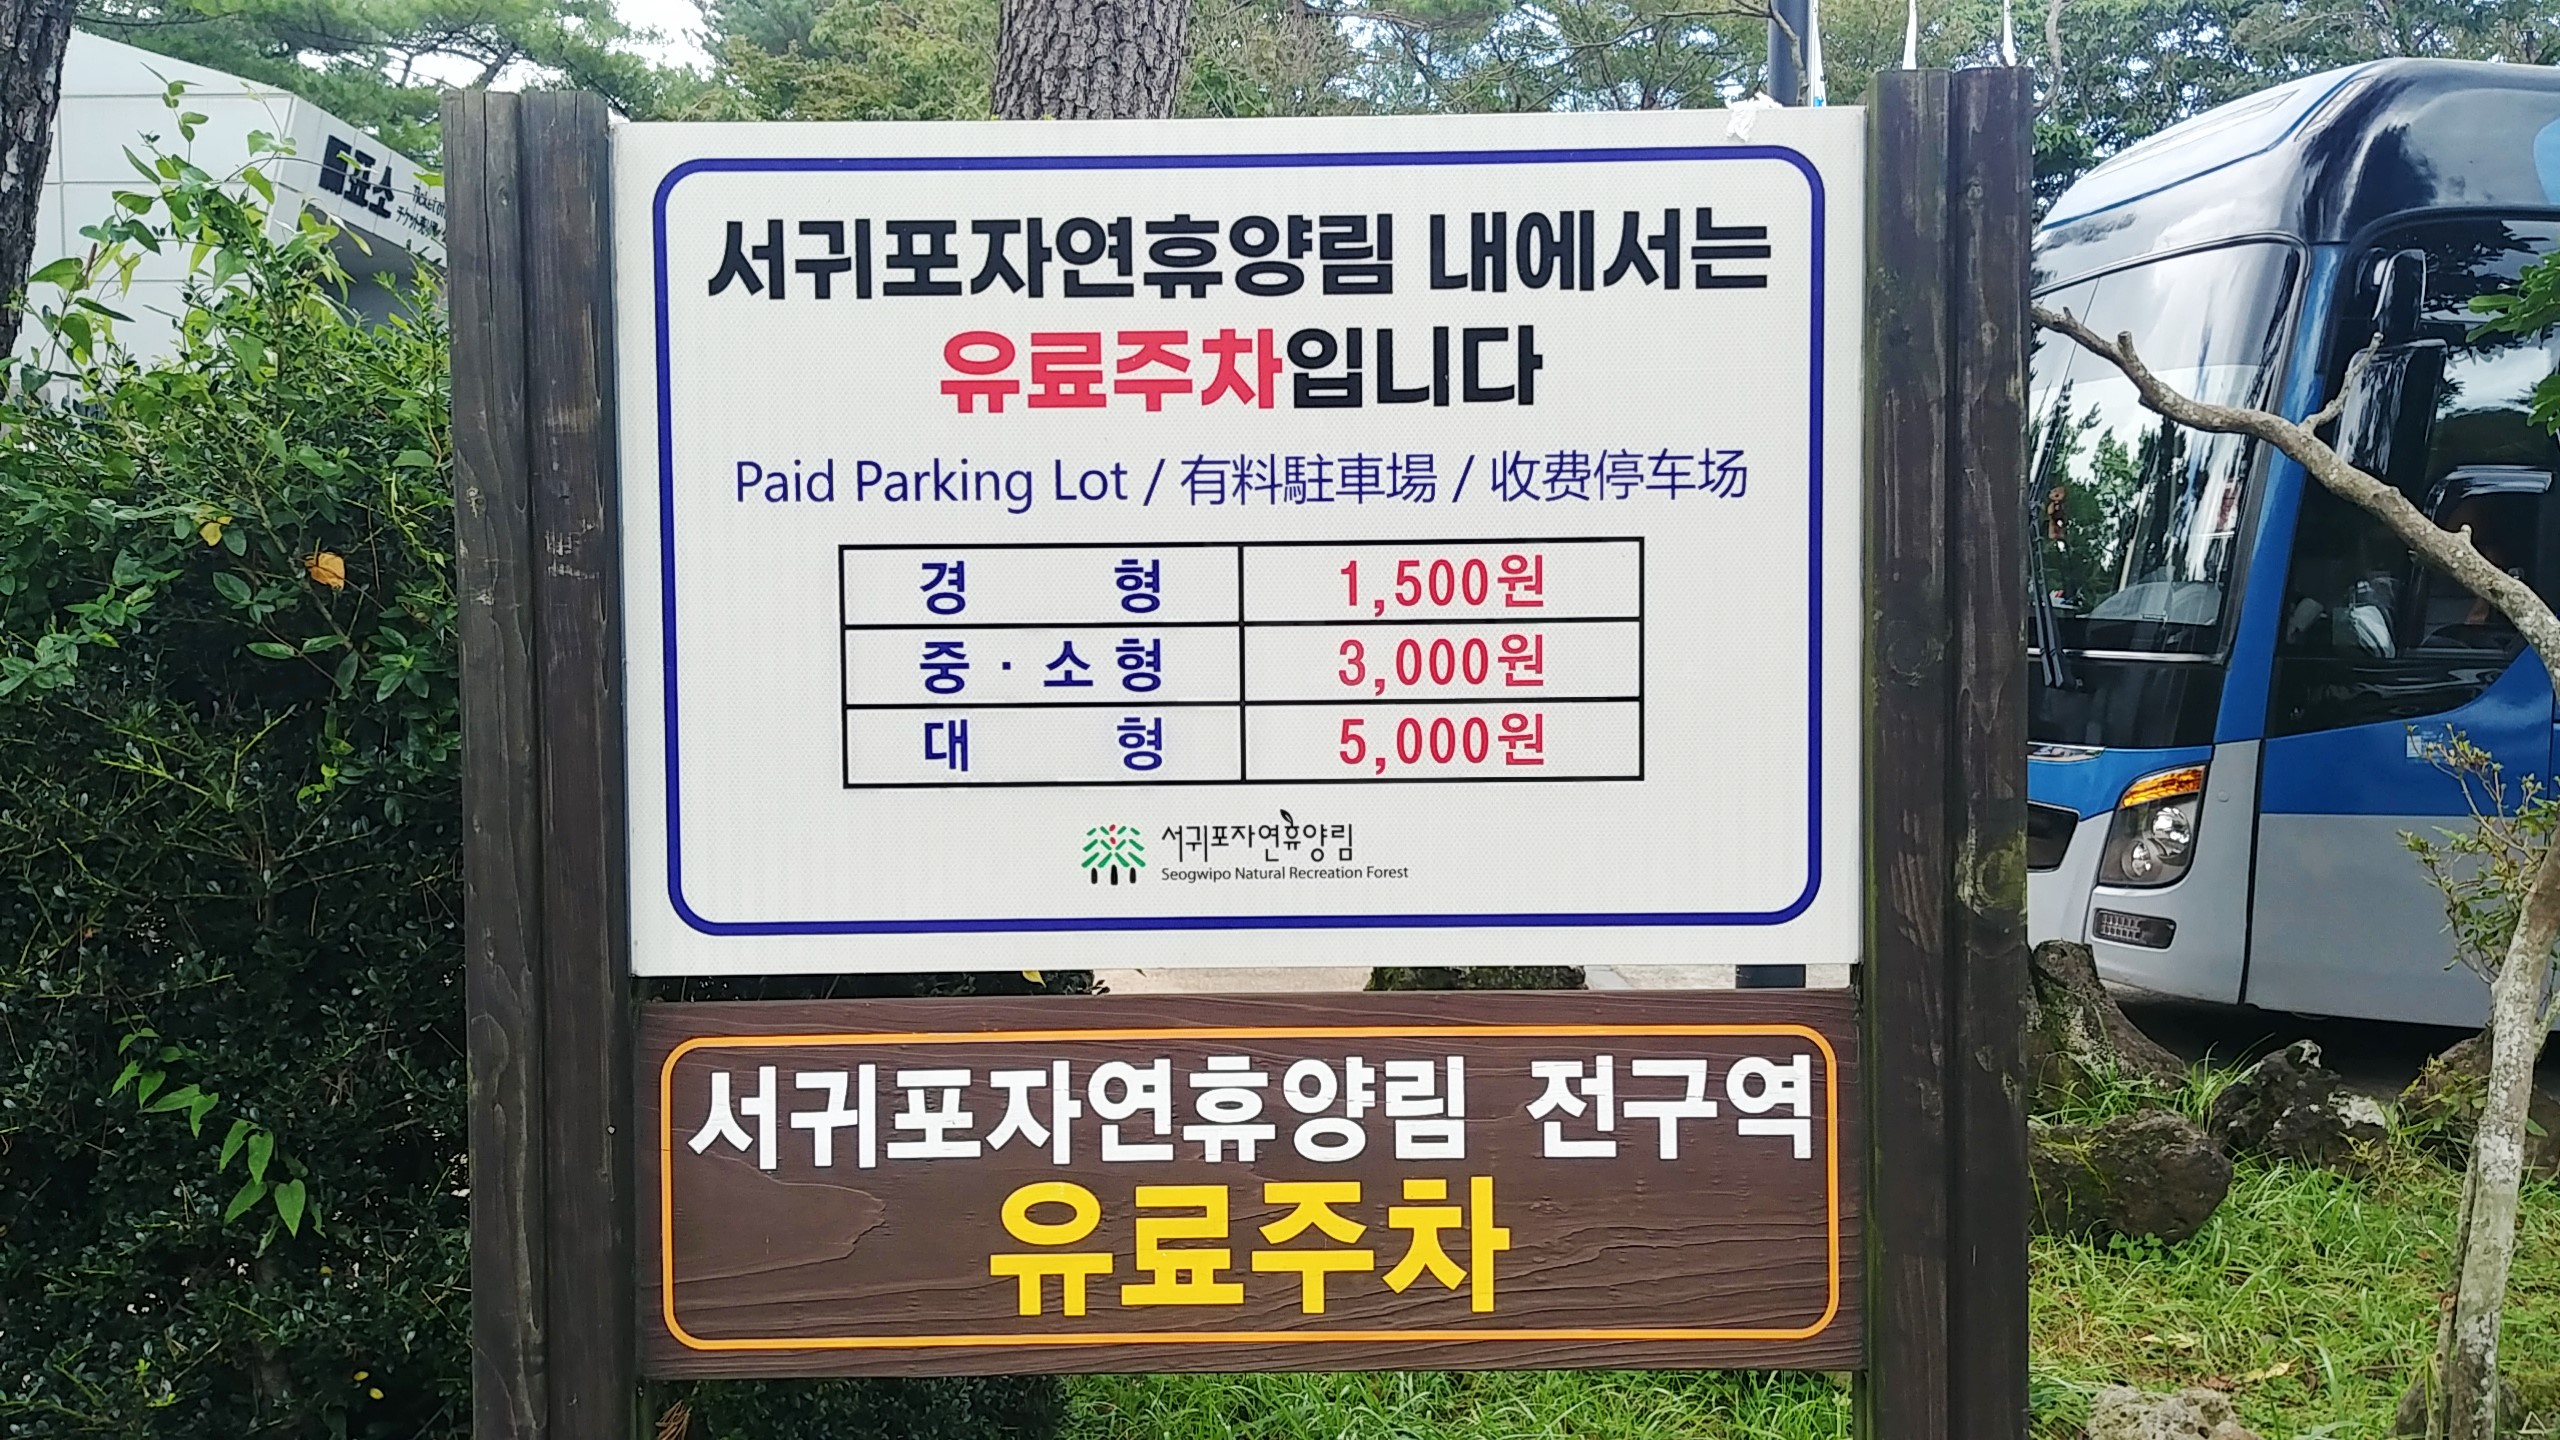 매표소
서귀포자연휴양림 내에서는
유료주차입니다
Paid Parking Lot / 有料駐車場 / 收费停车场
경 형 1,500원
중 · 소 형 3,000원
대 형 5,000원
서귀포자연휴양림
Seogwipo Natural Recreation Forest
서귀포자연휴양림 전구역
유료주차